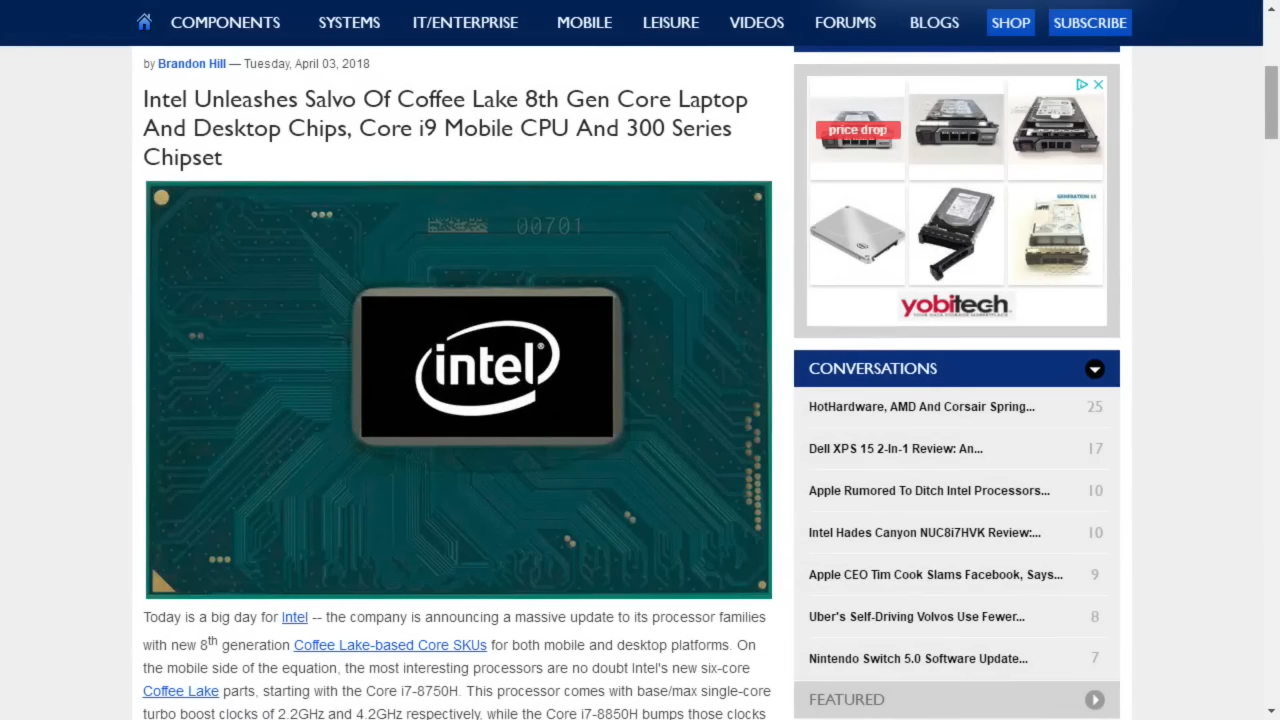 COMPONENTS SYSTEMS IT/ENTERPRISE MOBILE LEISURE VIDEOS FORUMS BLOGS SHOP SUBSCRIBE
by Brandon Hill — Tuesday, April 03, 2018
Intel Unleashes Salvo Of Coffee Lake 8th Gen Core Laptop
And Desktop Chips, Core i9 Mobile CPU And 300 Series
Chipset
00701
intel®
Today is a big day for Intel -- the company is announcing a massive update to its processor families
with new 8th generation Coffee Lake-based Core SKUs for both mobile and desktop platforms. On
the mobile side of the equation, the most interesting processors are no doubt Intel's new six-core
Coffee Lake parts, starting with the Core i7-8750H. This processor comes with base/max single-core
turbo boost clocks of 2.2GHz and 4.2GHz respectively, while the Core i7-8850H bumps those clocks
price drop
yobitech
CONVERSATIONS
HotHardware, AMD And Corsair Spring... 25
Dell XPS 15 2-In-1 Review: An... 17
Apple Rumored To Ditch Intel Processors... 10
Intel Hades Canyon NUC8i7HVK Review:... 10
Apple CEO Tim Cook Slams Facebook, Says... 9
Uber's Self-Driving Volvos Use Fewer... 8
Nintendo Switch 5.0 Software Update... 7
FEATURED